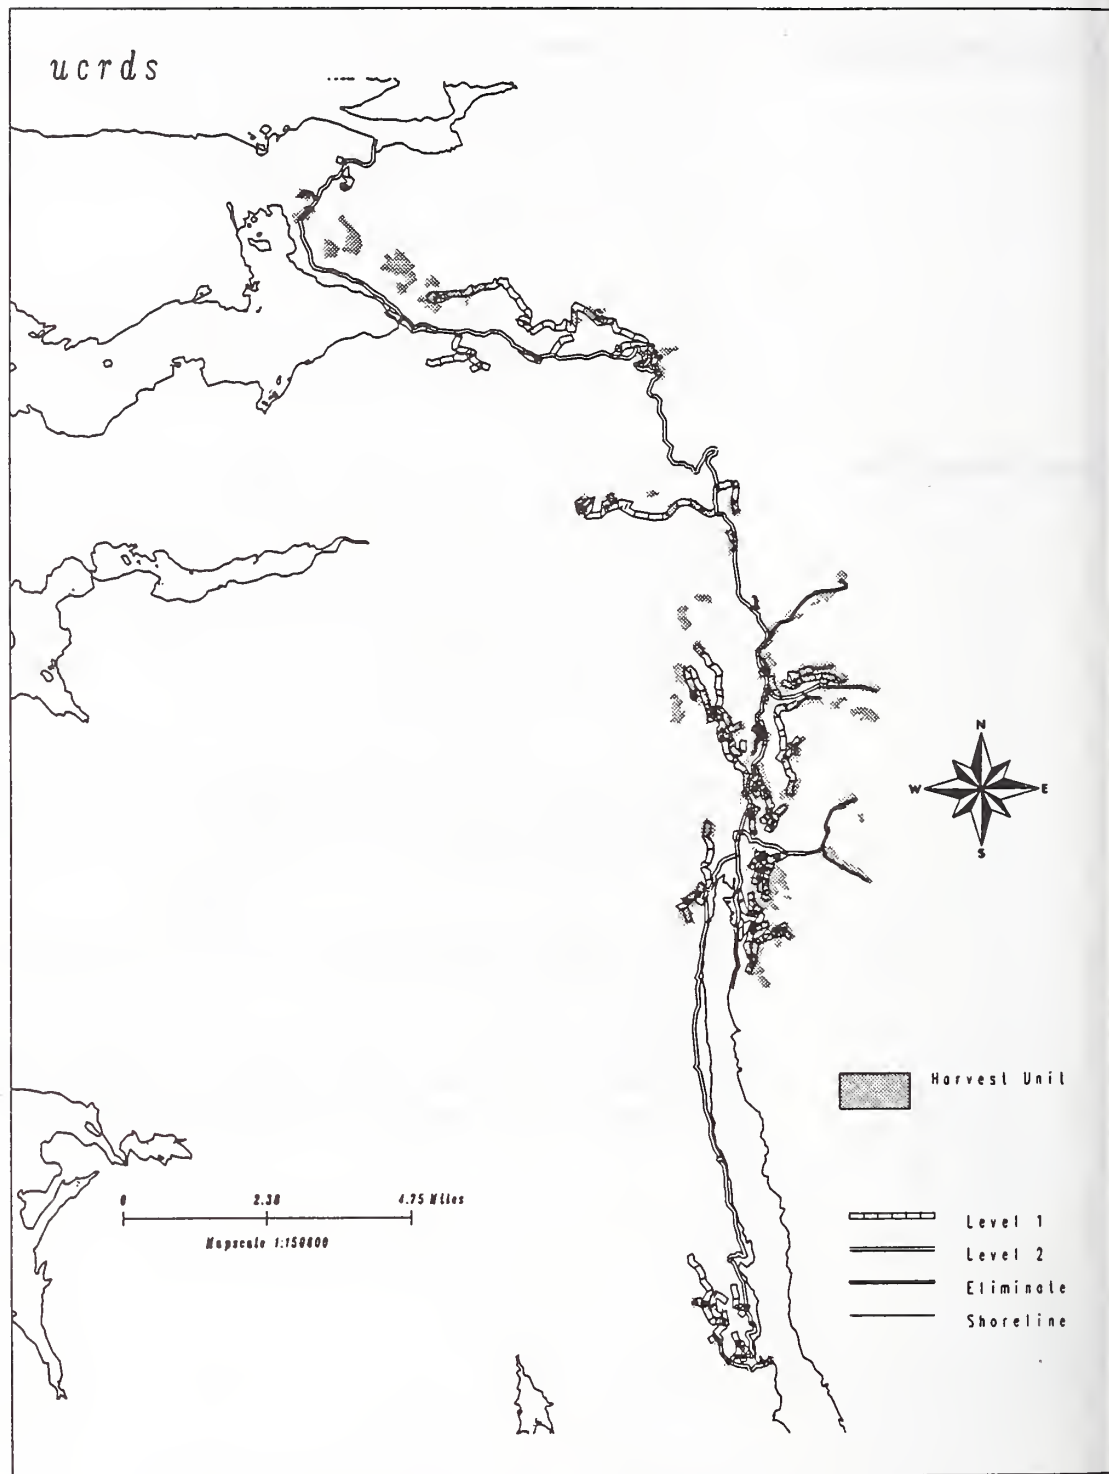 ucrds
N
W E
S
Harvest Unit
0 2.38 4.75 Miles
Mapscale 1:150000
Level 1
Level 2
Eliminate
Shoreline